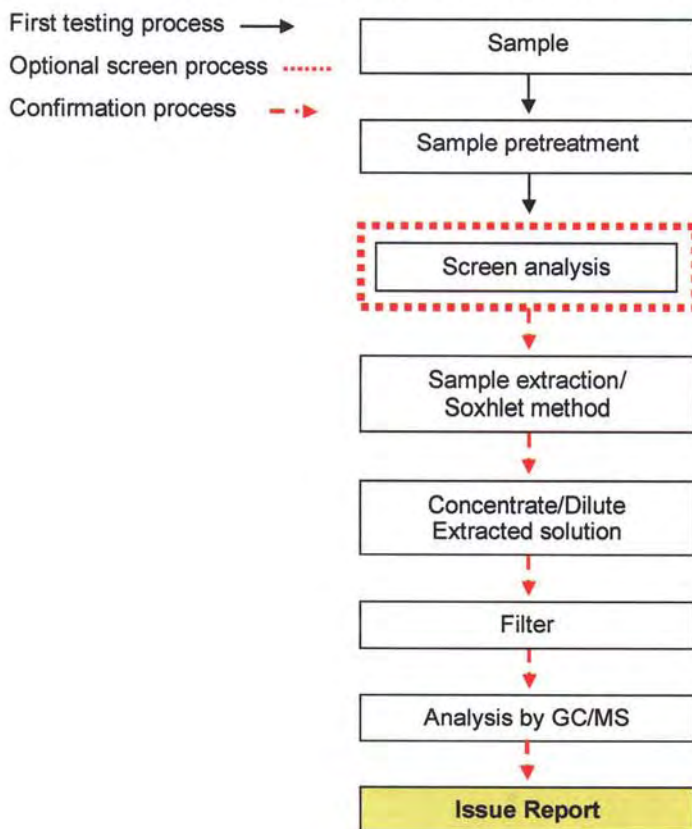 First testing process
Optional screen process
Confirmation process
Sample
Sample pretreatment
Screen analysis
Sample extraction/
Soxhlet method
Concentrate/Dilute
Extracted solution
Filter
Analysis by GC/MS
Issue Report